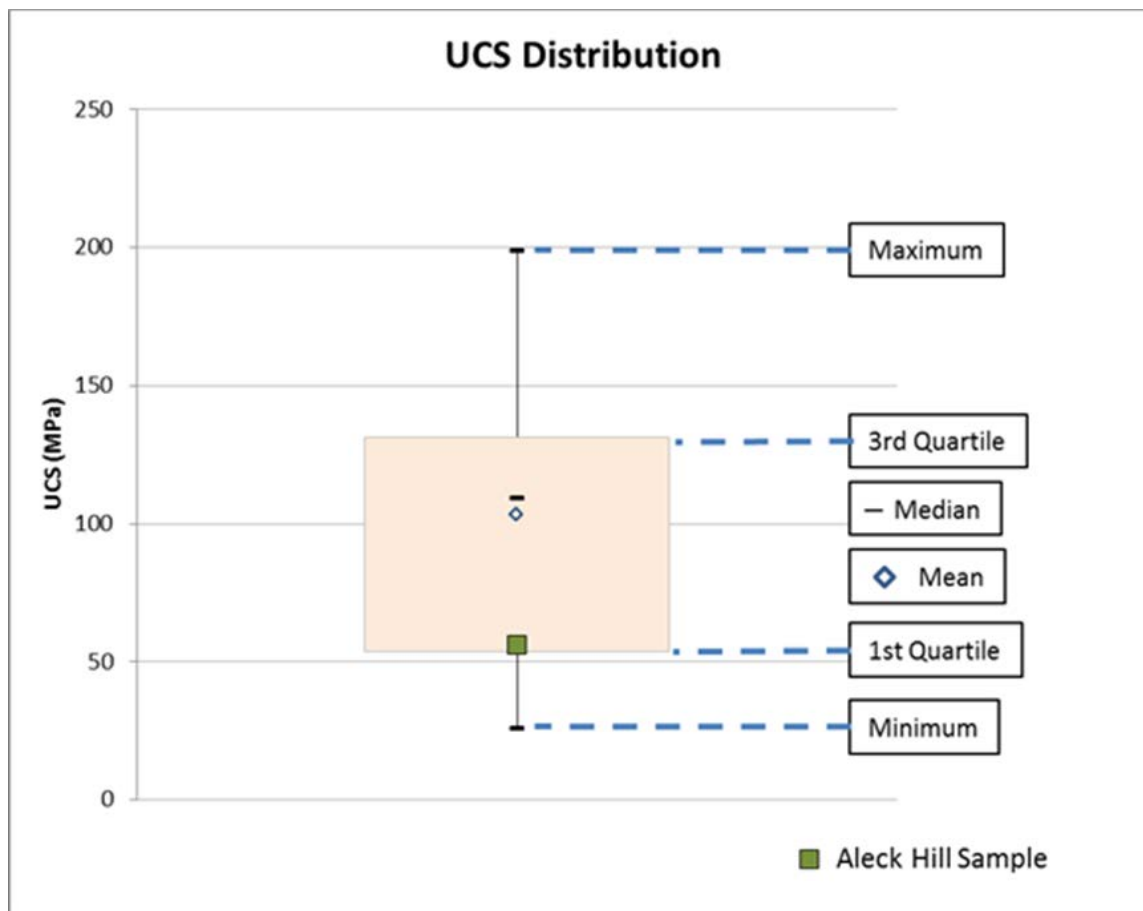 UCS Distribution
250
200
150
100
50
0
UCS (MPa)
Maximum
3rd Quartile
– Median
Mean
1st Quartile
Minimum
Aleck Hill Sample